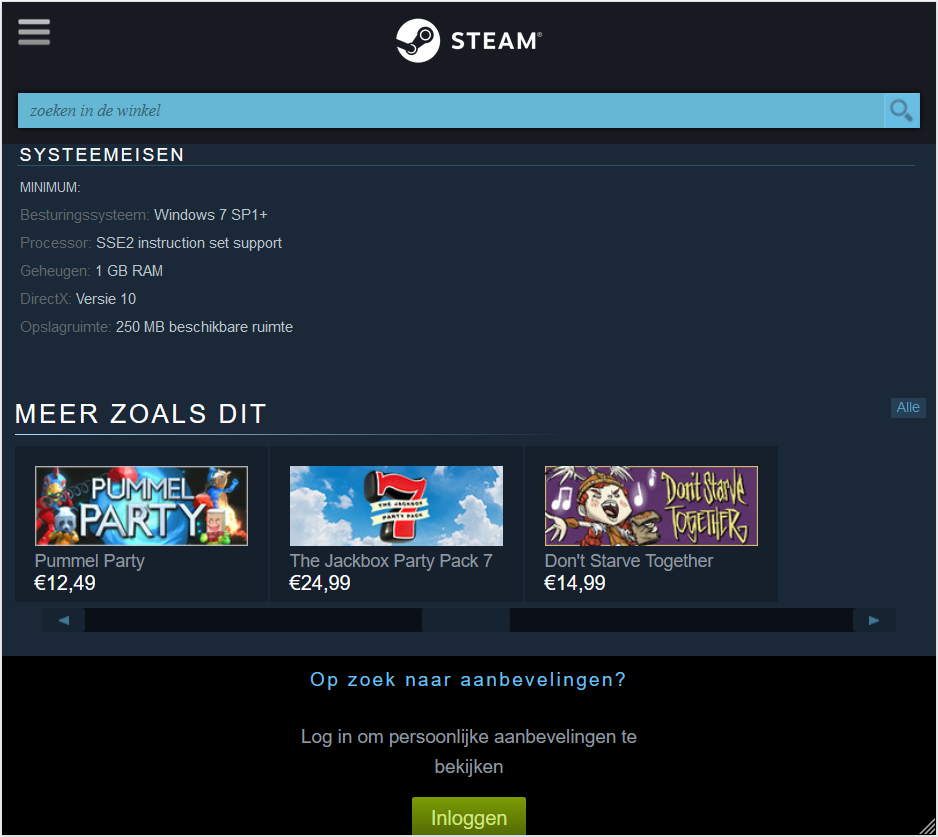 STEAM®
zoeken in de winkel
SYSTEEMEISEN
MINIMUM:
Besturingssysteem: Windows 7 SP1+
Processor: SSE2 instruction set support
Geheugen: 1 GB RAM
DirectX: Versie 10
Opslagruimte: 250 MB beschikbare ruimte
MEER ZOALS DIT
Alle
PUMMEL
PARTY
Pummel Party
€12,49
7
THE JACKBOX
PARTY PACK
The Jackbox Party Pack 7
€24,99
Don't Starve
TOGETHER
Don't Starve Together
€14,99
Op zoek naar aanbevelingen?
Log in om persoonlijke aanbevelingen te
bekijken
Inloggen